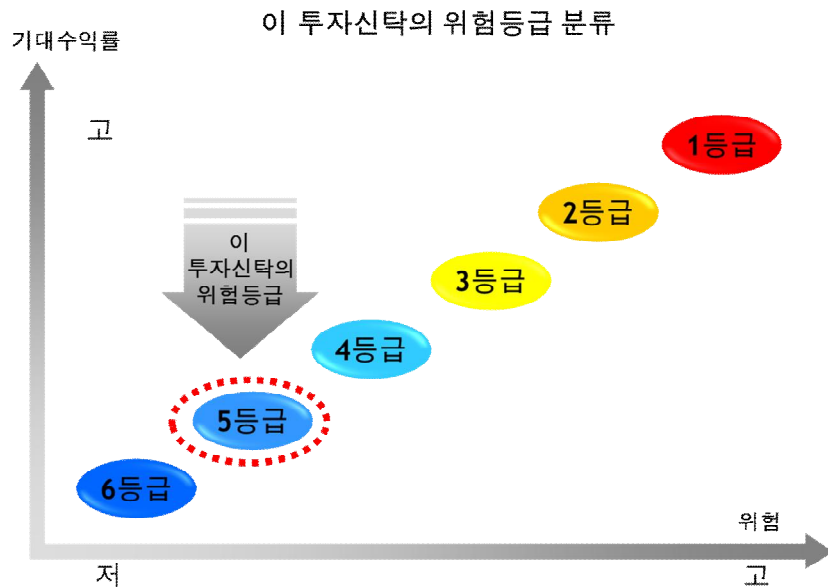 이 투자신탁의 위험등급 분류
기대수익률
고
1등급
2등급
이
투자신탁의
위험등급
3등급
4등급
5등급
6등급
위험
저
고